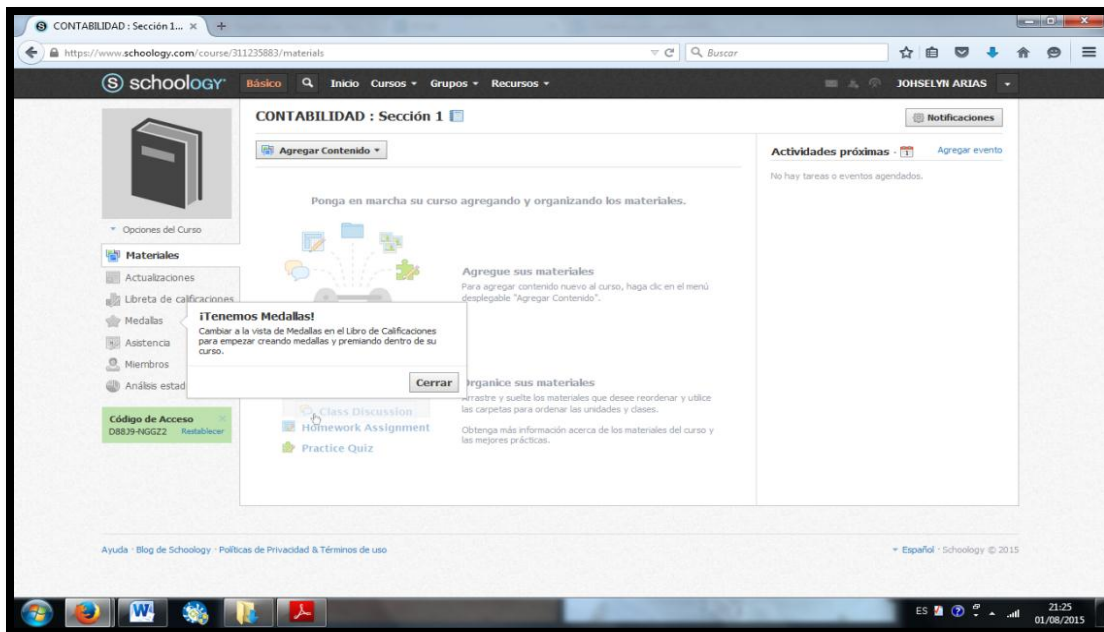 CONTABILIDAD : Sección 1... × +
https://www.schoology.com/course/311235883/materials
Buscar
S schoology Básico Inicio Cursos Grupos Recursos JOHSELYN ARIAS
CONTABILIDAD : Sección 1
Notificaciones
Agregar Contenido
Actividades próximas · Agregar evento
No hay tareas o eventos agendados.
Ponga en marcha su curso agregando y organizando los materiales.
Opciones del Curso
Materiales
Actualizaciones
Libreta de calificaciones
Medallas
Asistencia
Miembros
Análisis estad
Agregue sus materiales
Para agregar contenido nuevo al curso, haga clic en el menú
desplegable "Agregar Contenido".
¡Tenemos Medallas!
Cambiar a la vista de Medallas en el Libro de Calificaciones
para empezar creando medallas y premiando dentro de su
curso.
Cerrar
Organice sus materiales
Arrastre y suelte los materiales que desee reordenar y utilice
las carpetas para ordenar las unidades y clases.
Obtenga más información acerca de los materiales del curso y
las mejores prácticas.
Class Discussion
Homework Assignment
Practice Quiz
Código de Acceso ×
D88J9-NGGZ2 Restablecer
Ayuda · Blog de Schoology · Políticas de Privacidad & Términos de uso
Español · Schoology © 2015
ES
21:25
01/08/2015